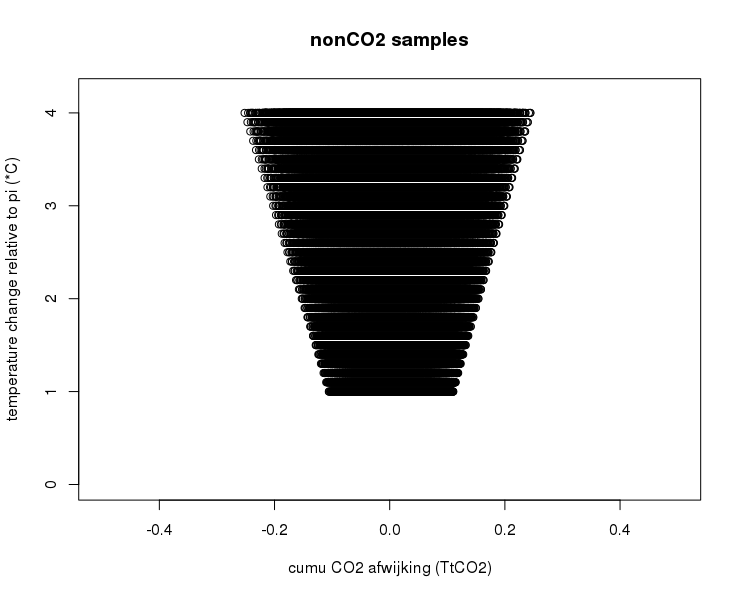 nonCO2 samples
temperature change relative to pi (*C)
4
3
2
1
0
-0.4 -0.2 0.0 0.2 0.4
cumu CO2 afwijking (TtCO2)